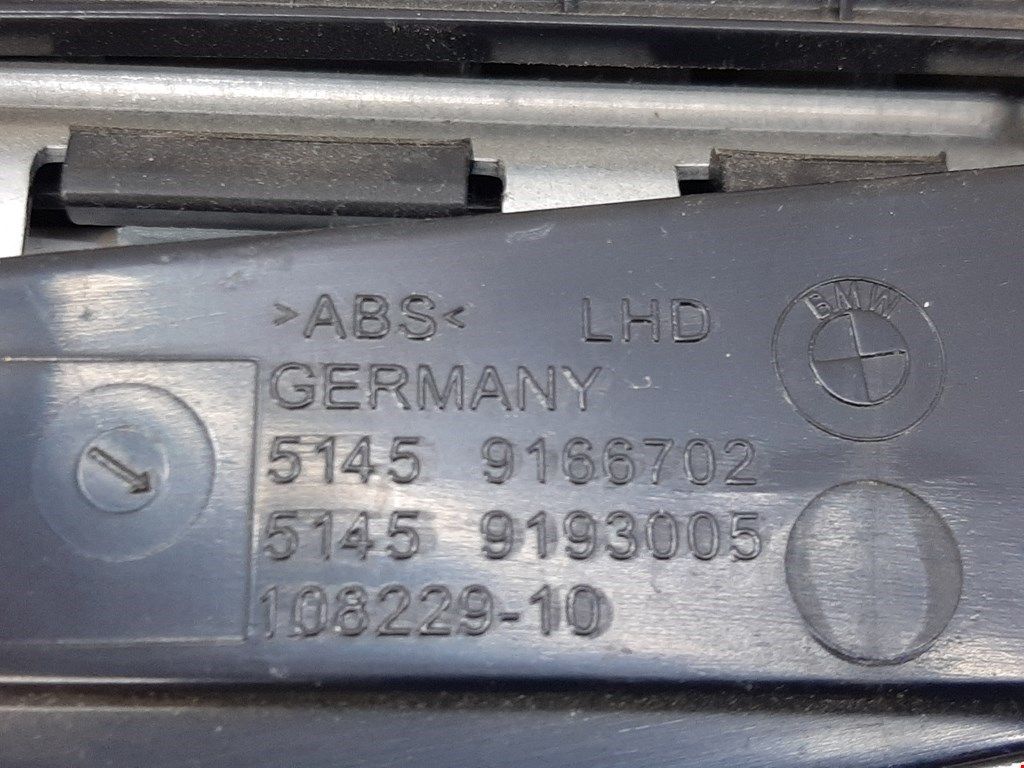 >ABS< LHD
BMW
GERMANY
5145 9166702
5145 9193005
108229-10